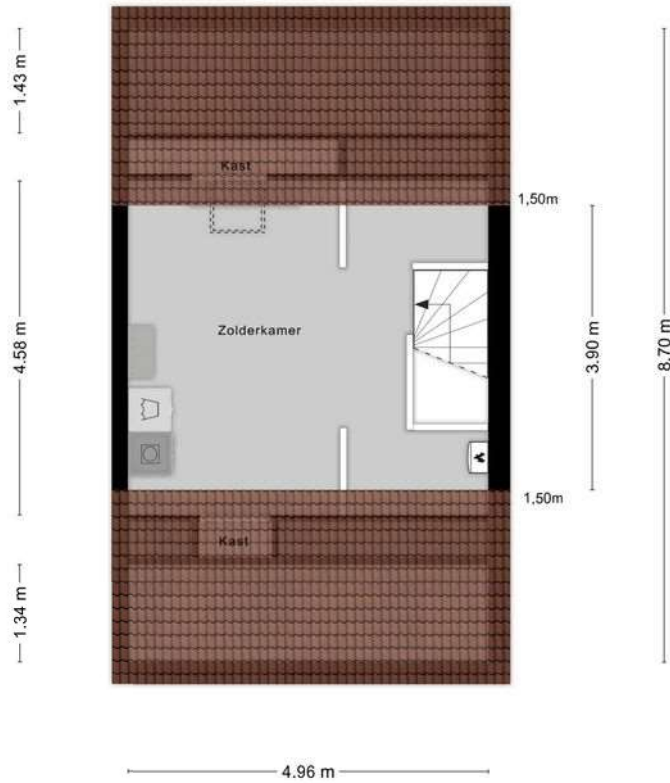 1.43 m
Kast
1,50m
4.58 m
Zolderkamer
3.90 m
8.70 m
1,50m
Kast
1.34 m
4.96 m